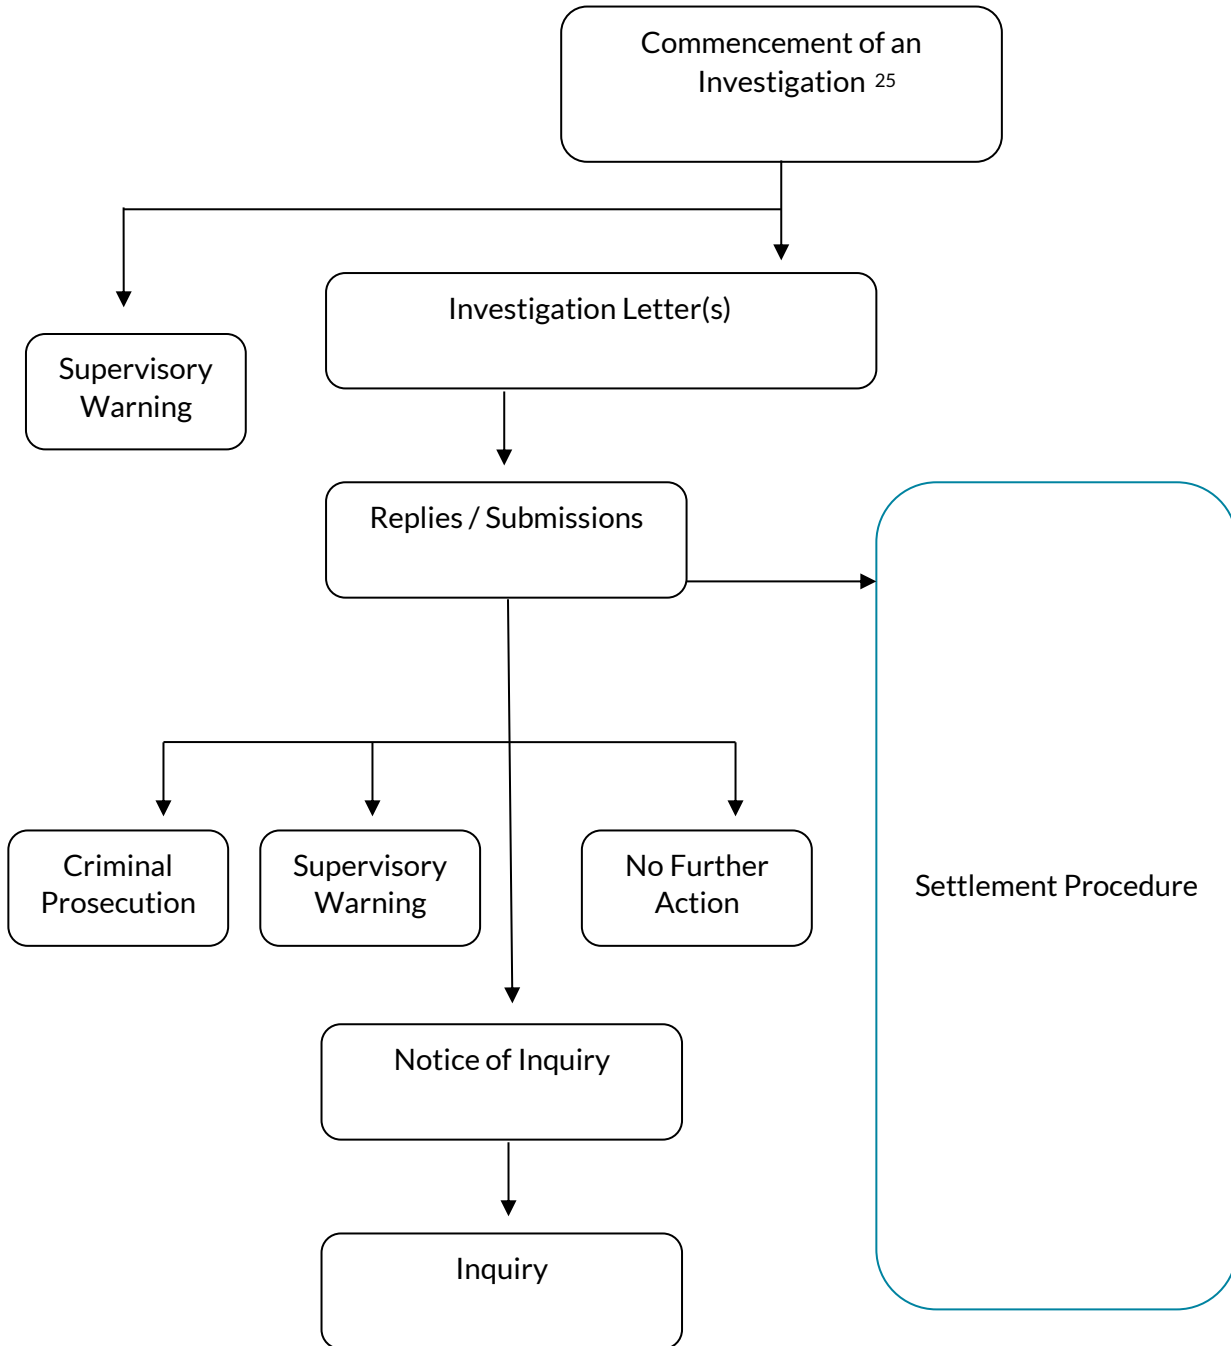 Commencement of an
Investigation 25
Investigation Letter(s)
Supervisory
Warning
Replies / Submissions
Criminal
Prosecution
Supervisory
Warning
No Further
Action
Settlement Procedure
Notice of Inquiry
Inquiry